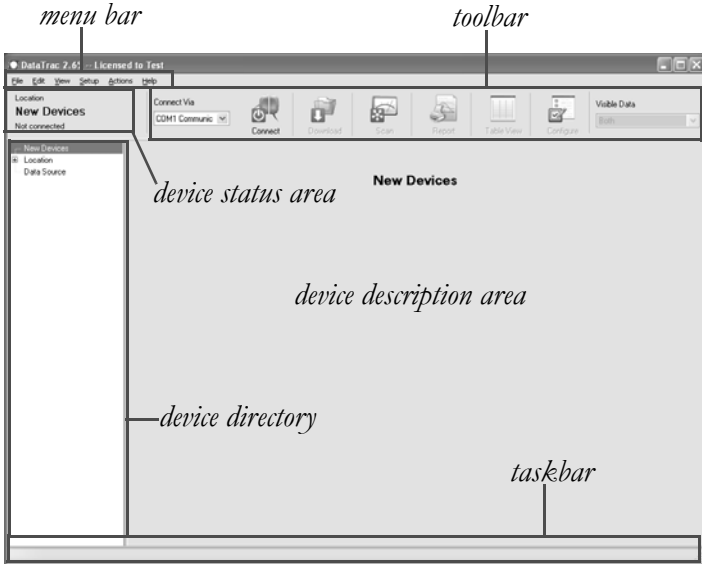 menu bar
toolbar
DataTrac 2.6 -- Licensed to Test
File Edit View Setup Actions Help
Location
New Devices
Not connected
Connect Via
COM1 Communic
Connect
Download
Scan
Report
Table View
Configure
Visible Data
Both
New Devices
Location
Data Source
device status area
New Devices
device description area
device directory
taskbar